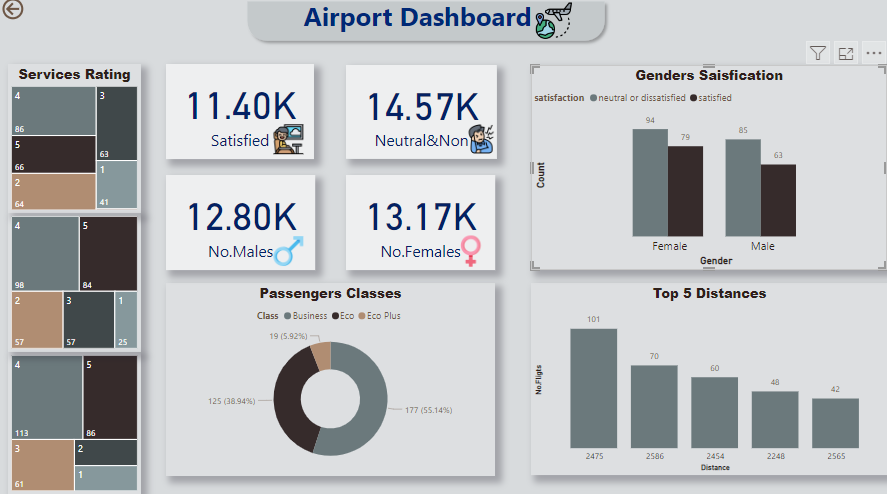 Airport Dashboard
Services Rating
4
86
3
63
5
66
2
64
1
41
4
98
5
84
2
57
3
57
1
25
4
113
5
86
3
61
2
1
11.40K
Satisfied
14.57K
Neutral&Non
12.80K
No.Males
13.17K
No.Females
Genders Saisfication
satisfaction neutral or dissatisfied satisfied
Count
94
79
85
63
Female
Male
Gender
Passengers Classes
Class Business Eco Eco Plus
19 (5.92%)
125 (38.94%)
177 (55.14%)
Top 5 Distances
No.Fligts
101
70
60
48
42
2475
2586
2454
2248
2565
Distance